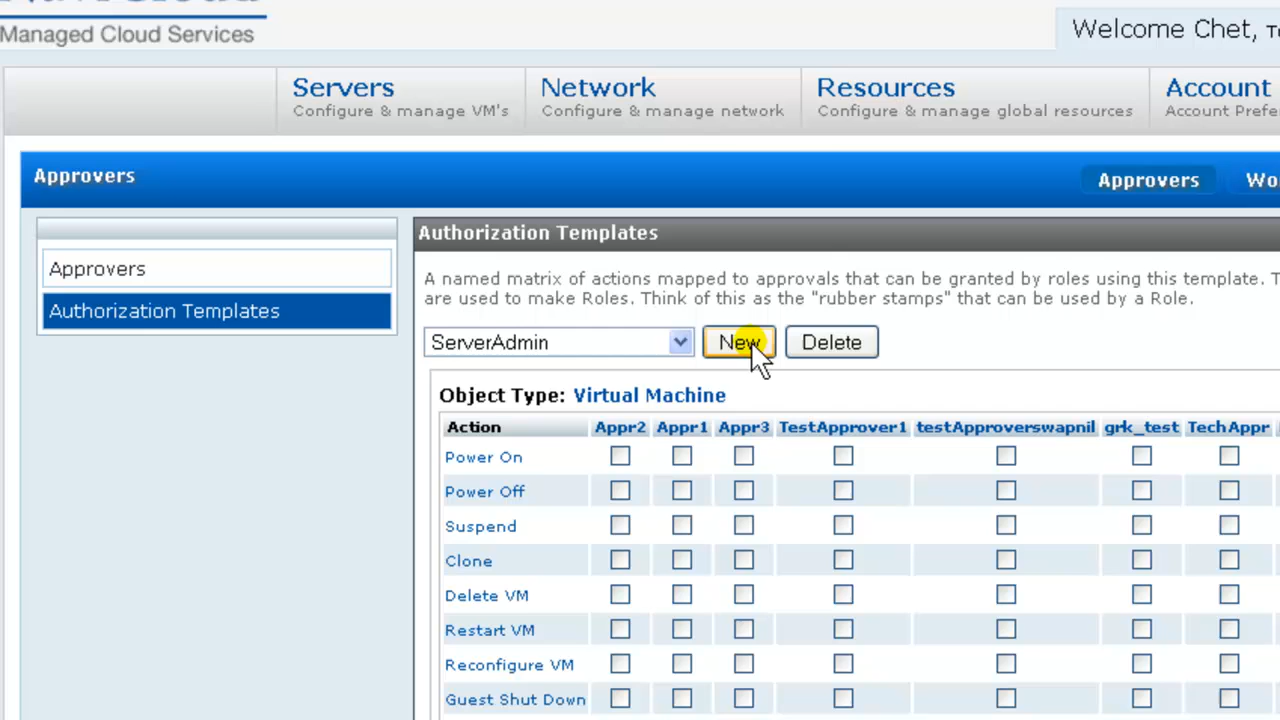 Managed Cloud Services
Welcome Chet,
Servers
Configure & manage VM's
Network
Configure & manage network
Resources
Configure & manage global resources
Account
Account
Approvers
Approvers
Approvers
Authorization Templates
Authorization Templates
A named matrix of actions mapped to approvals that can be granted by roles using this template.
are used to make Roles. Think of this as the "rubber stamps" that can be used by a Role.
ServerAdmin New Delete
Object Type: Virtual Machine
Action Appr2 Appr1 Appr3 TestApprover1 testApproverswapnil grk_test TechAppr
Power On
Power Off
Suspend
Clone
Delete VM
Restart VM
Reconfigure VM
Guest Shut Down